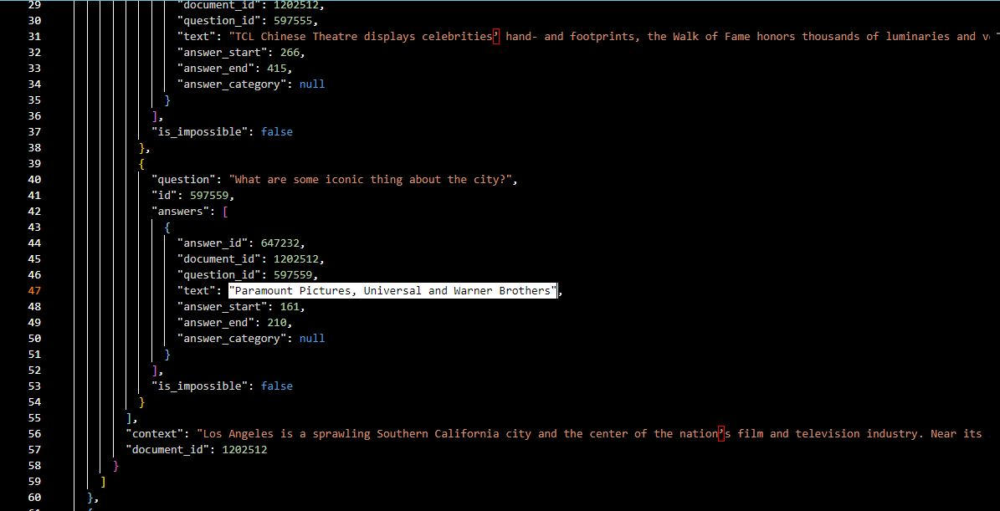 29 "document_id": 1202512,
30 "question_id": 597555,
31 "text": "TCL Chinese Theatre displays celebrities’ hand- and footprints, the Walk of Fame honors thousands of luminaries and v
32 "answer_start": 266,
33 "answer_end": 415,
34 "answer_category": null
35 }
36 ],
37 "is_impossible": false
38 },
39 {
40 "question": "What are some iconic thing about the city?",
41 "id": 597559,
42 "answers": [
43 {
44 "answer_id": 647232,
45 "document_id": 1202512,
46 "question_id": 597559,
47 "text": "Paramount Pictures, Universal and Warner Brothers",
48 "answer_start": 161,
49 "answer_end": 210,
50 "answer_category": null
51 }
52 ],
53 "is_impossible": false
54 }
55 ],
56 "context": "Los Angeles is a sprawling Southern California city and the center of the nation’s film and television industry. Near its
57 "document_id": 1202512
58 }
59 ]
60 },
61 {